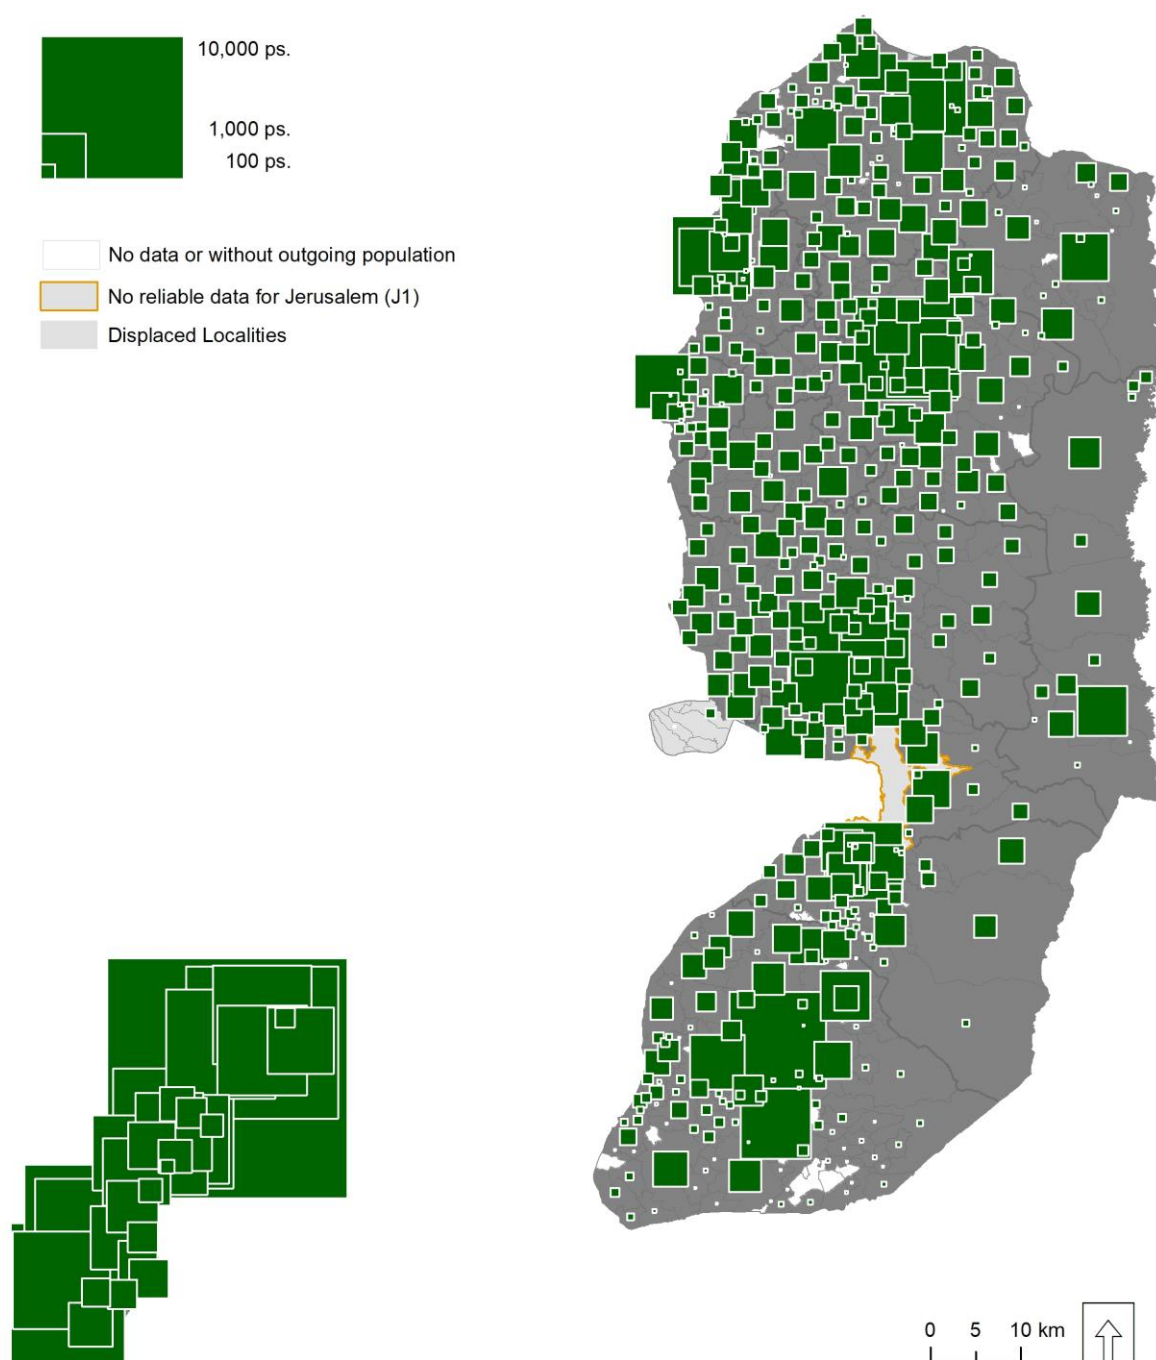 10,000 ps.
1,000 ps.
100 ps.
No data or without outgoing population
No reliable data for Jerusalem (J1)
Displaced Localities
0 5 10 km